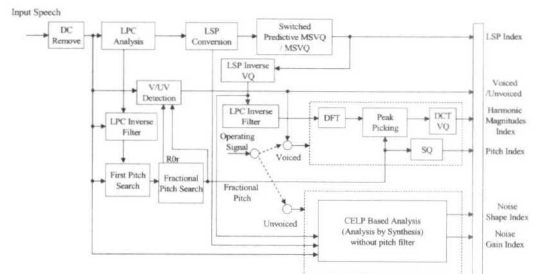 Input Speech
DC
Remove
LPC
Analysis
LSP
Conversion
Switched
Predictive MSVQ
/ MSVQ
LSP Index
LSP Inverse
VQ
V/UV
Detection
Voiced
/Unvoiced
LPC Inverse
Filter
LPC Inverse
Filter
DFT
Peak
Picking
DCT
VQ
Harmonic
Magnitudes
Index
Operating
Signal
Voiced
SQ
Pitch Index
R0r
First Pitch
Search
Fractional
Pitch Search
Fractional
Pitch
Unvoiced
CELP Based Analysis
(Analysis by Synthesis)
without pitch filter
Noise
Shape Index
Noise
Gain Index